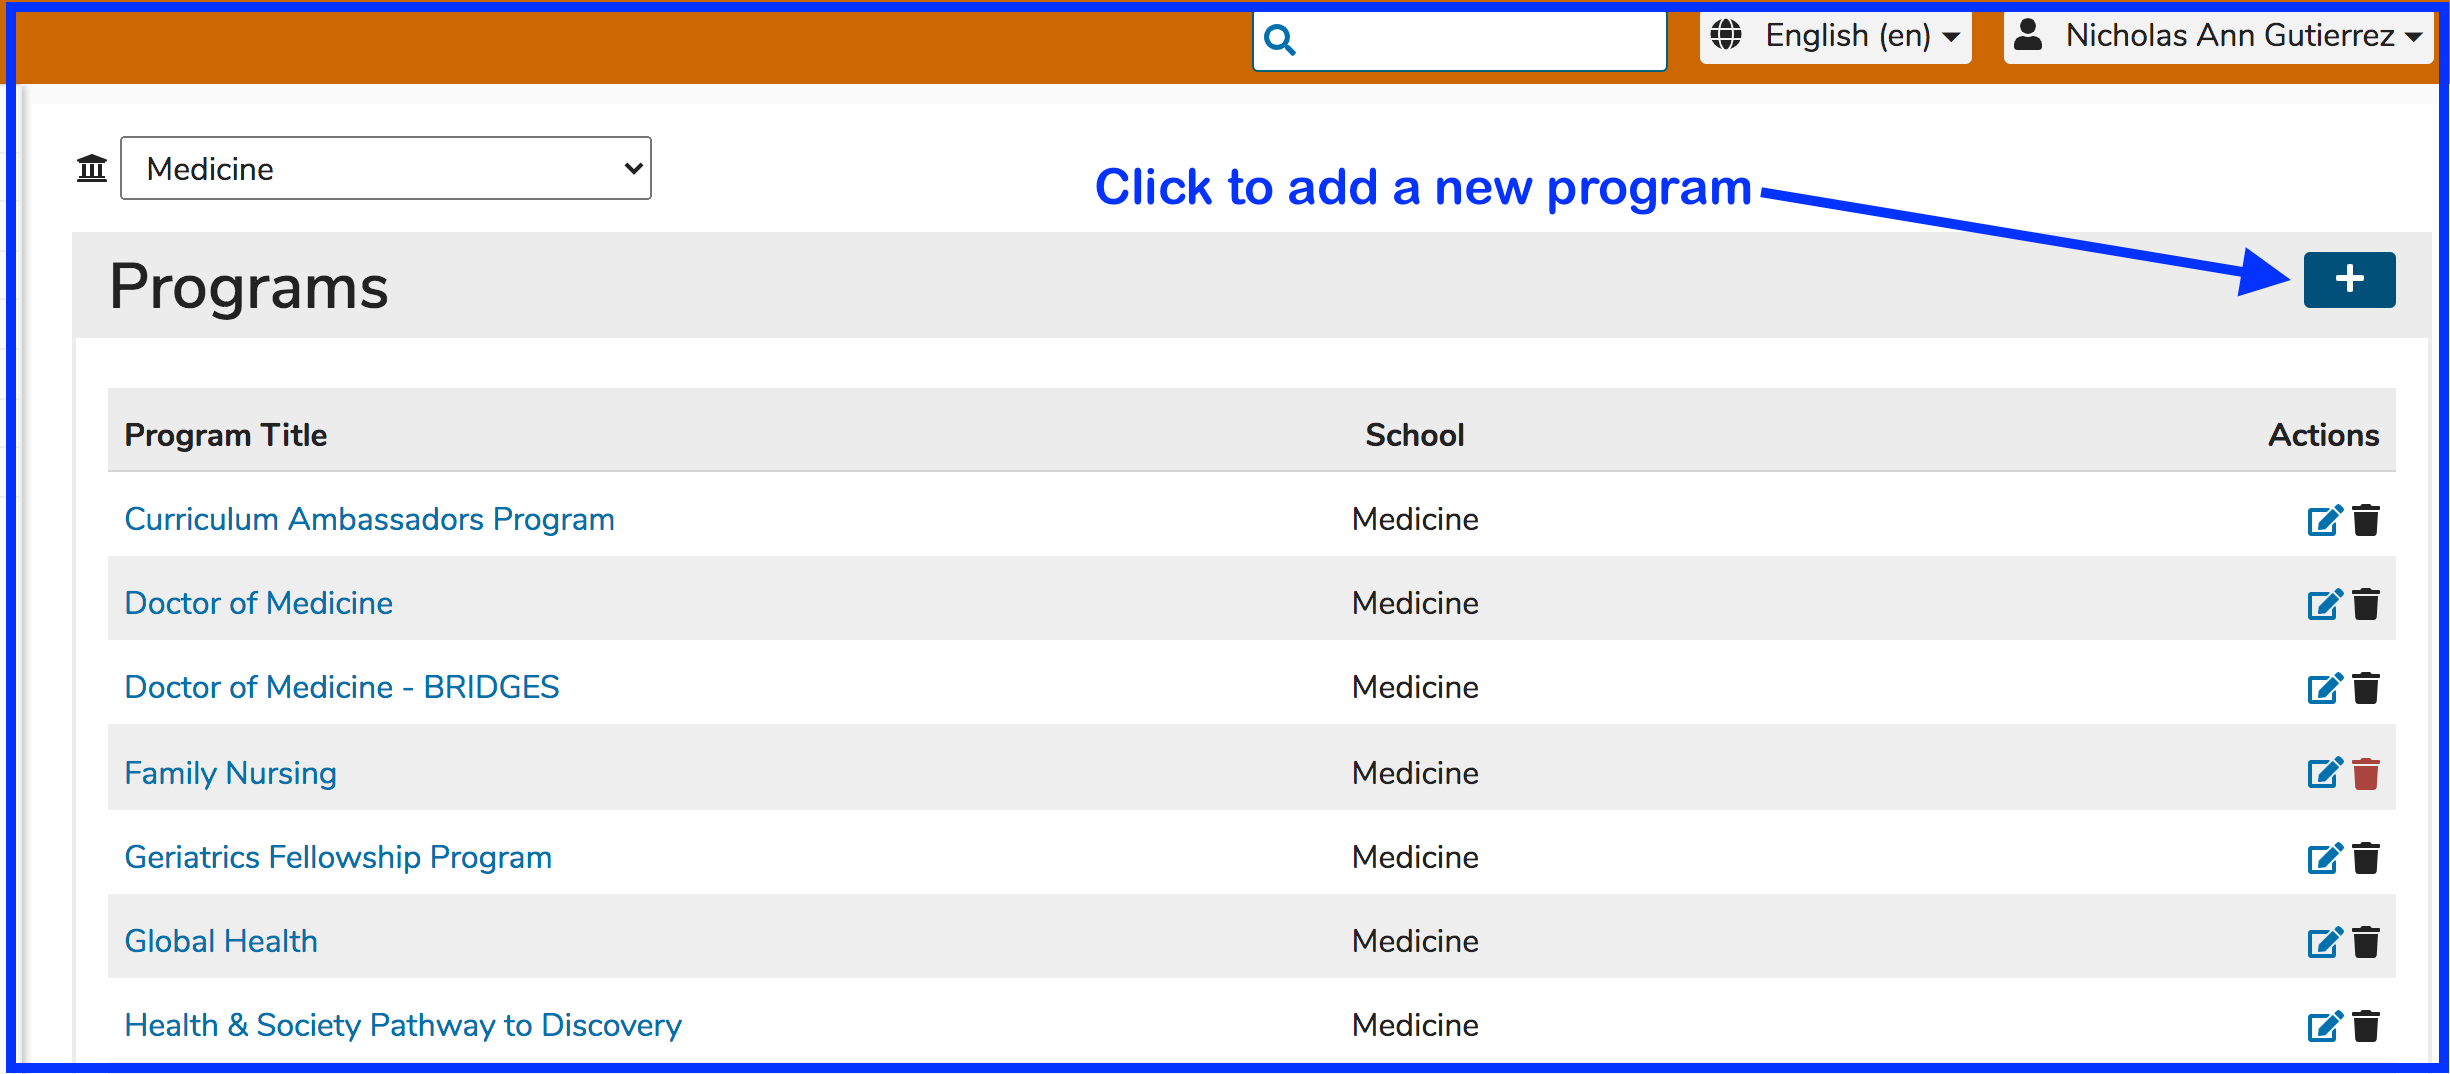 English (en)
Nicholas Ann Gutierrez
Medicine
Click to add a new program
Programs
Program Title School Actions
Curriculum Ambassadors Program Medicine
Doctor of Medicine Medicine
Doctor of Medicine - BRIDGES Medicine
Family Nursing Medicine
Geriatrics Fellowship Program Medicine
Global Health Medicine
Health & Society Pathway to Discovery Medicine